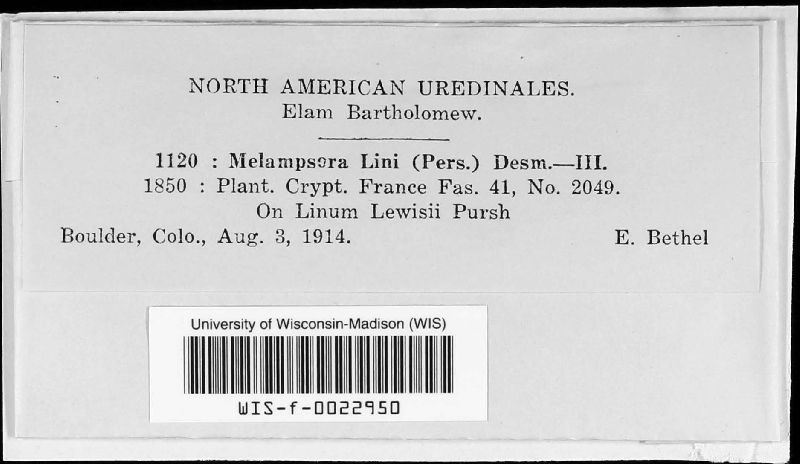 NORTH AMERICAN UREDINALES.
Elam Bartholomew.
1120 : Melampsora Lini (Pers.) Desm.—III.
1850 : Plant. Crypt. France Fas. 41, No. 2049.
On Linum Lewisii Pursh
Boulder, Colo., Aug. 3, 1914. E. Bethel
University of Wisconsin-Madison (WIS)
WIS-f-0022950